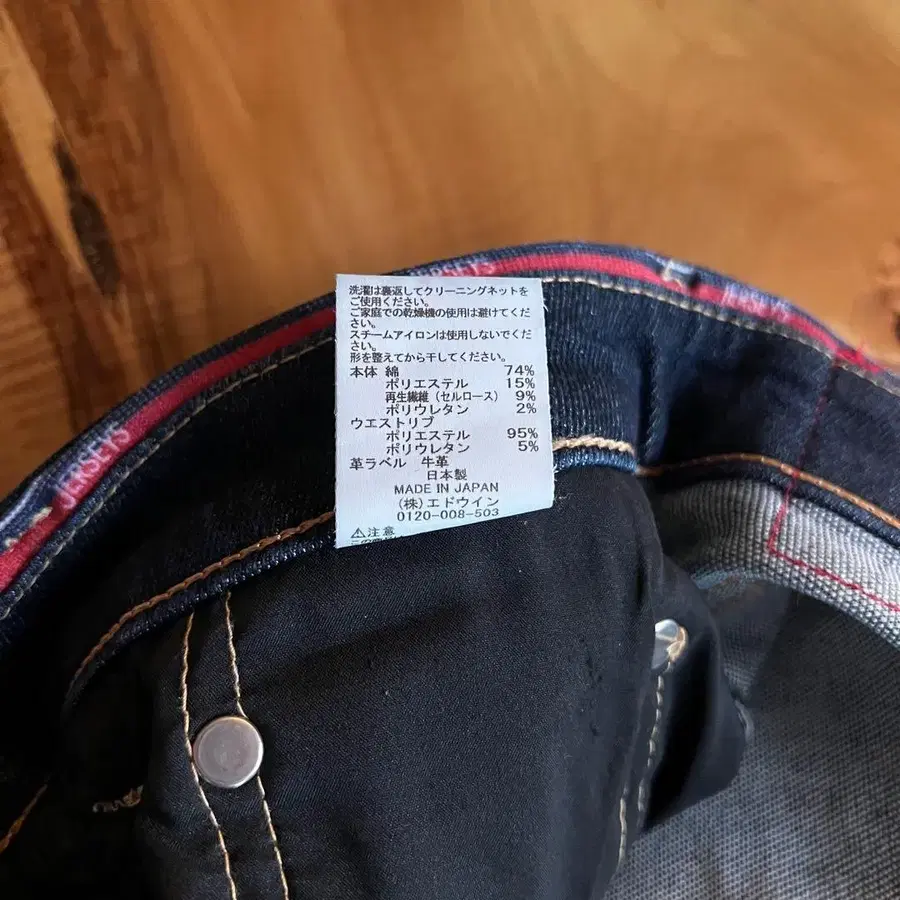 JERSEYS
JERSEYS
JERSEYS
洗濯は裏返してクリーニングネットを
ご使用ください。
ご家庭での乾燥機の使用は避けてくだ
さい。
スチームアイロンは使用しないでくだ
さい。
形を整えてから干してください。
本体 綿 74%
ポリエステル 15%
再生繊維(セルロース) 9%
ポリウレタン 2%
ウエストリブ
ポリエステル 95%
ポリウレタン 5%
革ラベル 牛革
日本製
MADE IN JAPAN
(株)エドウイン
0120-008-503
⚠注意